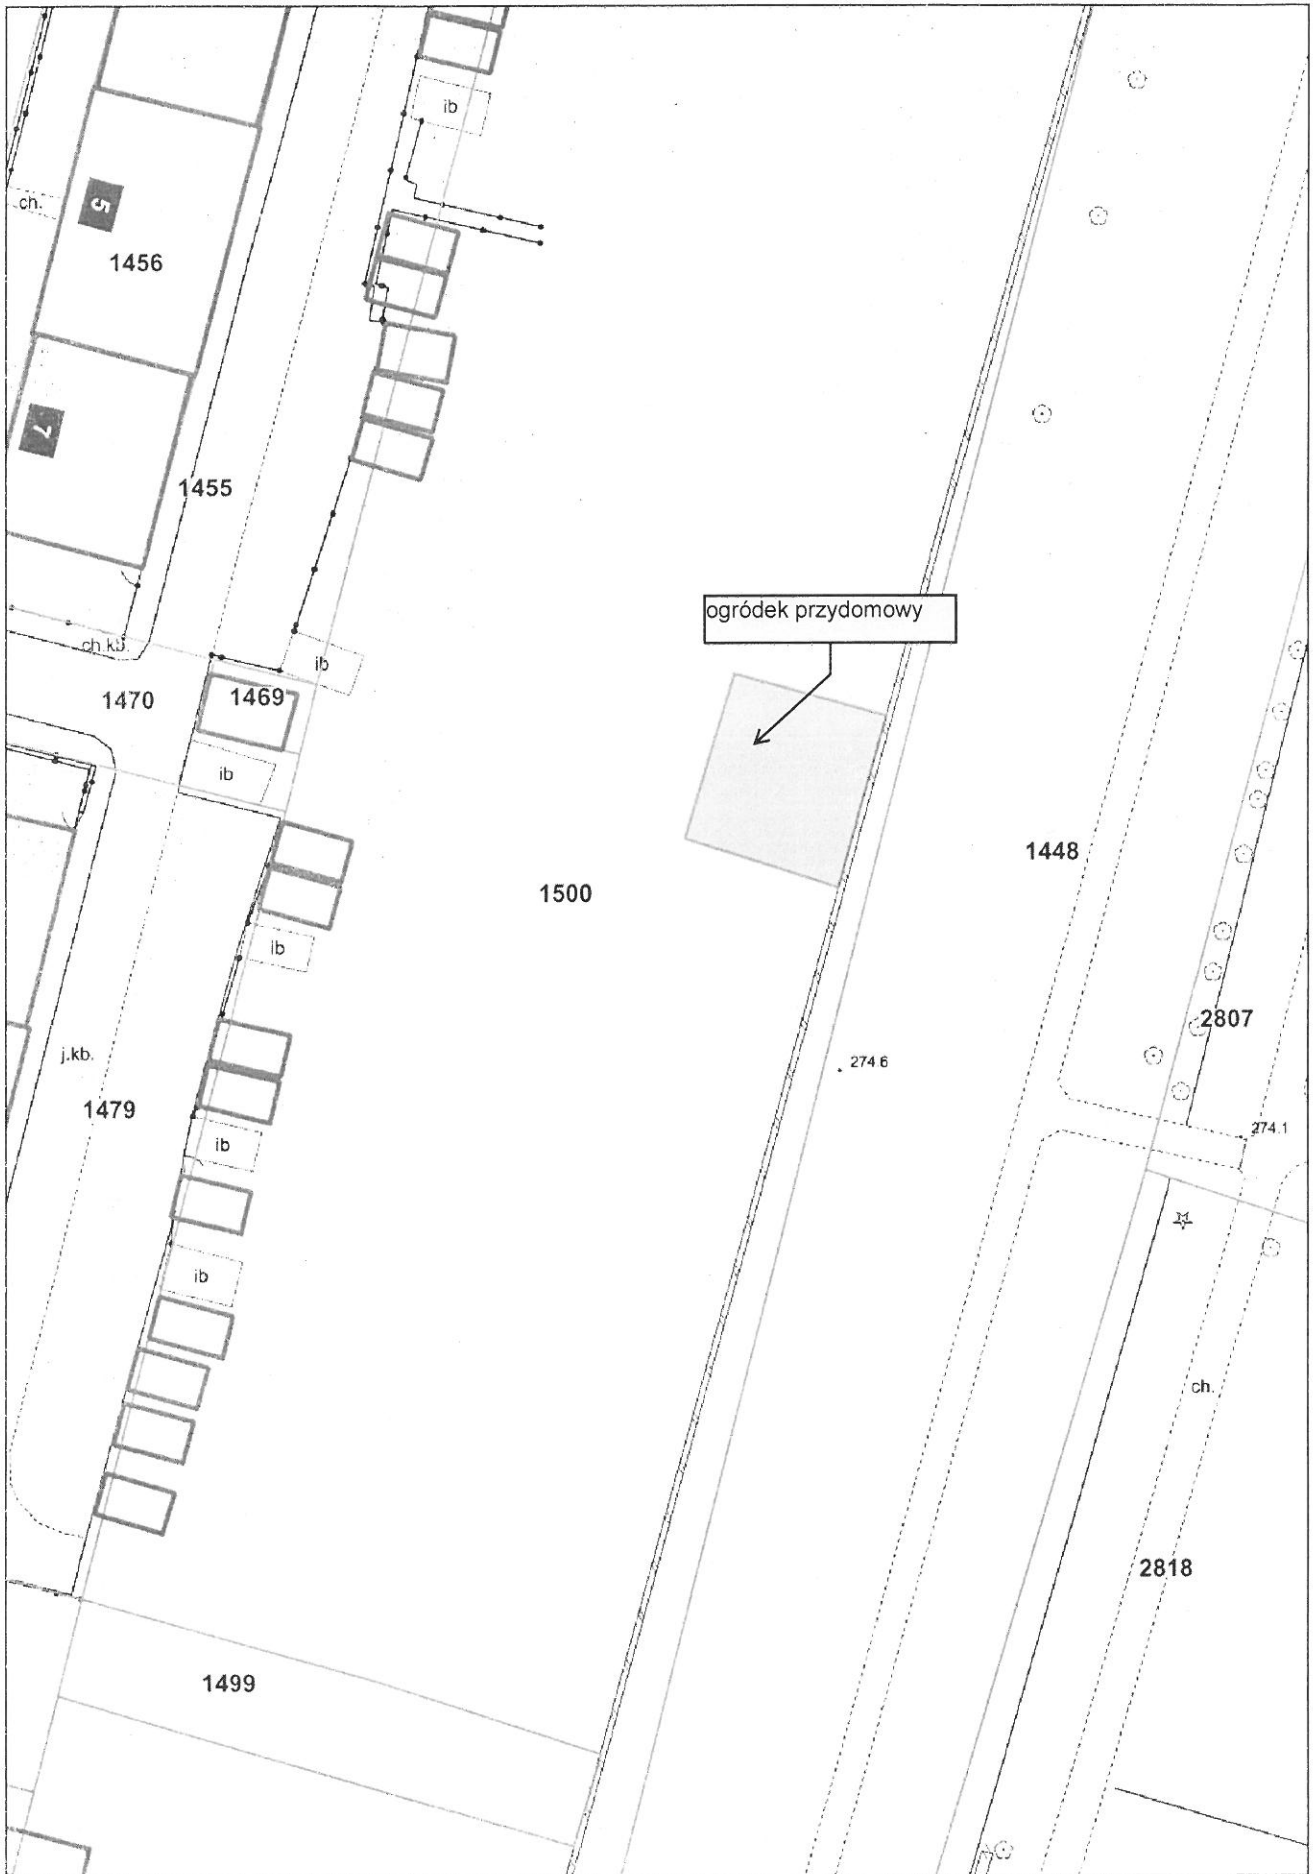 ib
ch.
5
1456
7
1455
ogródek przydomowy
ch.kb.
ib
1470
1469
ib
1448
1500
ib
2807
j.kb.
274.6
1479
274.1
ib
ib
ch.
2818
1499